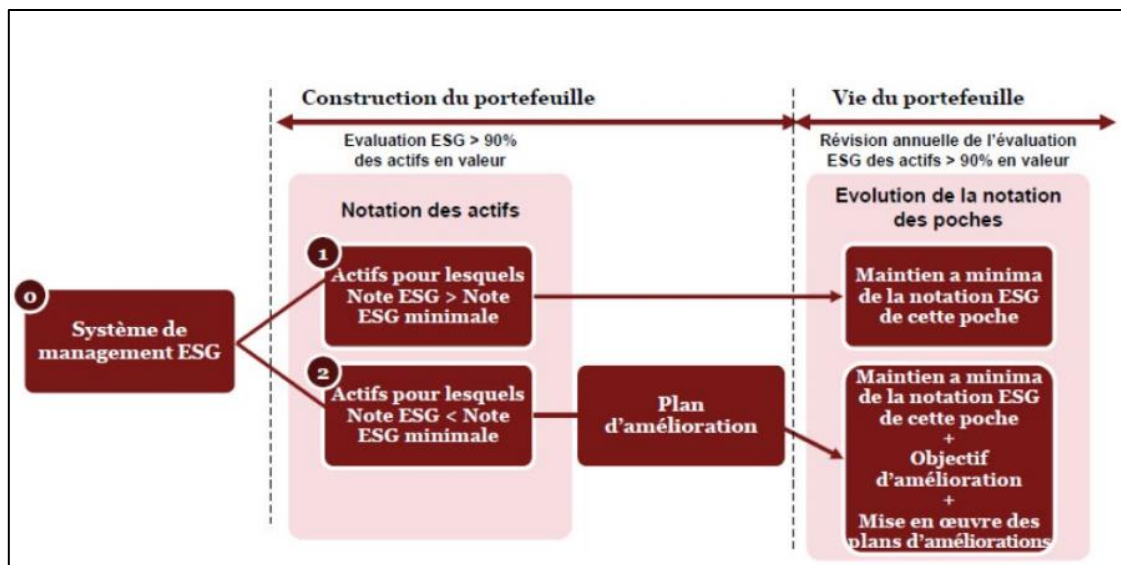 Construction du portefeuille
Vie du portefeuille
Evaluation ESG > 90%
des actifs en valeur
Révision annuelle de l'évaluation
ESG des actifs > 90% en valeur
Notation des actifs
Evolution de la notation
des poches
0
Système de
management ESG
1
Actifs pour lesquels
Note ESG > Note
ESG minimale
Maintien a minima
de la notation ESG
de cette poche
2
Actifs pour lesquels
Note ESG < Note
ESG minimale
Plan
d'amélioration
Maintien a minima
de la notation ESG
de cette poche
+
Objectif
d'amélioration
+
Mise en œuvre des
plans d'améliorations